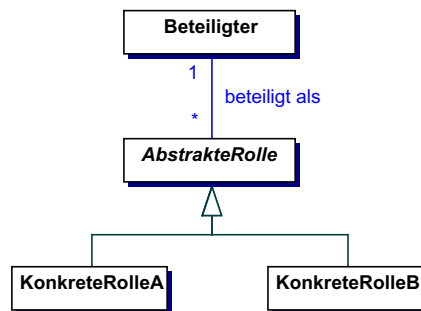 Beteiligter
1
beteiligt als
*
AbstrakteRolle
KonkreteRolleA
KonkreteRolleB